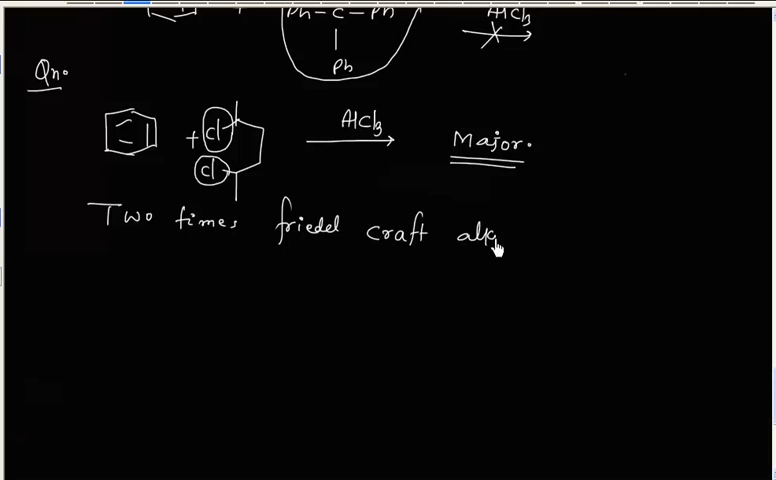 Ph-C-Ph AlCl3
Ph
Qn.
+ Cl AlCl3 Major.
Cl
Two times friedel craft alk